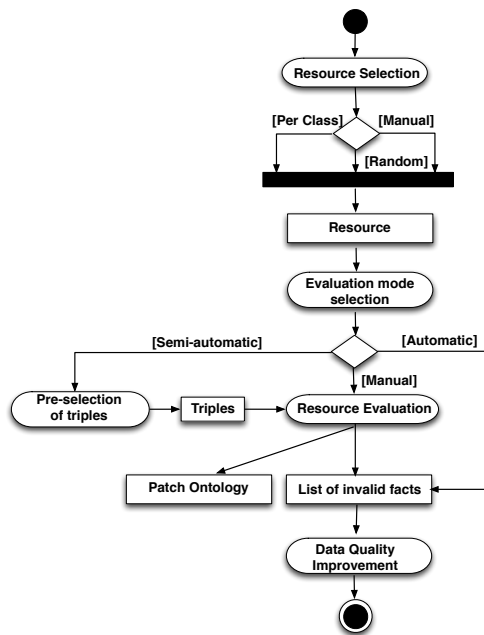 Resource Selection
[Per Class]
[Manual]
[Random]
Resource
Evaluation mode
selection
[Semi-automatic]
[Automatic]
[Manual]
Pre-selection
of triples
Triples
Resource Evaluation
Patch Ontology
List of invalid facts
Data Quality
Improvement